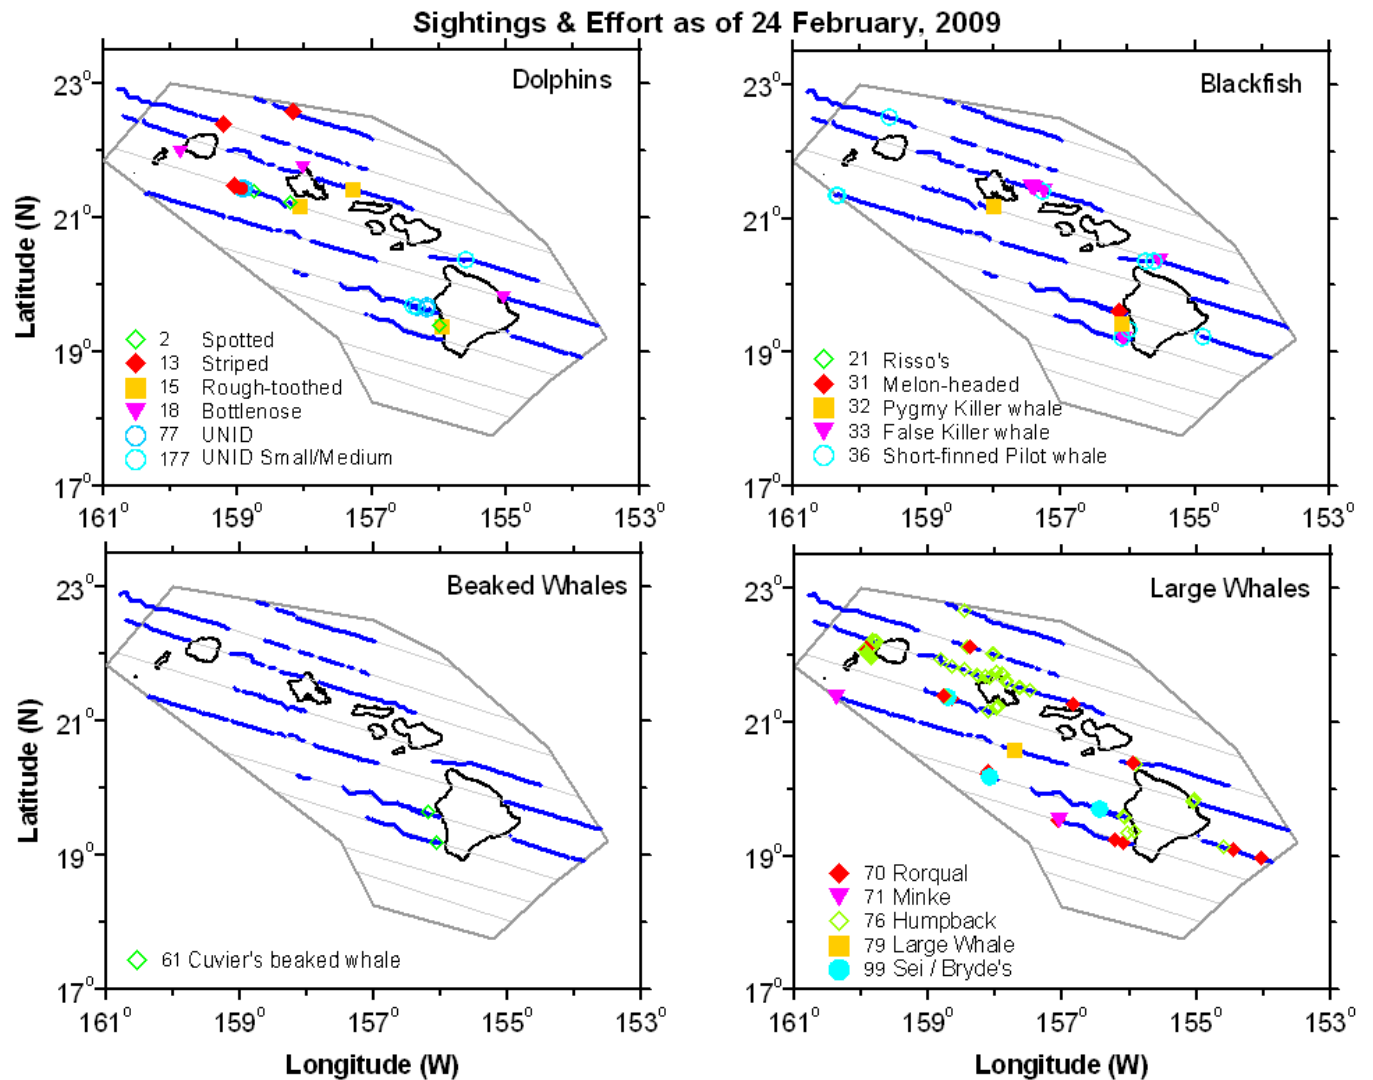 Sightings & Effort as of 24 February, 2009
Dolphins
Latitude (N)
23°
21°
19°
17°
2 Spotted
13 Striped
15 Rough-toothed
18 Bottlenose
77 UNID
177 UNID Small/Medium
161° 159° 157° 155° 153°
Blackfish
23°
21°
19°
17°
21 Risso's
31 Melon-headed
32 Pygmy Killer whale
33 False Killer whale
36 Short-finned Pilot whale
161° 159° 157° 155° 153°
Beaked Whales
Latitude (N)
23°
21°
19°
17°
61 Cuvier's beaked whale
161° 159° 157° 155° 153°
Longitude (W)
Large Whales
23°
21°
19°
17°
70 Rorqual
71 Minke
76 Humpback
79 Large Whale
99 Sei / Bryde's
161° 159° 157° 155° 153°
Longitude (W)